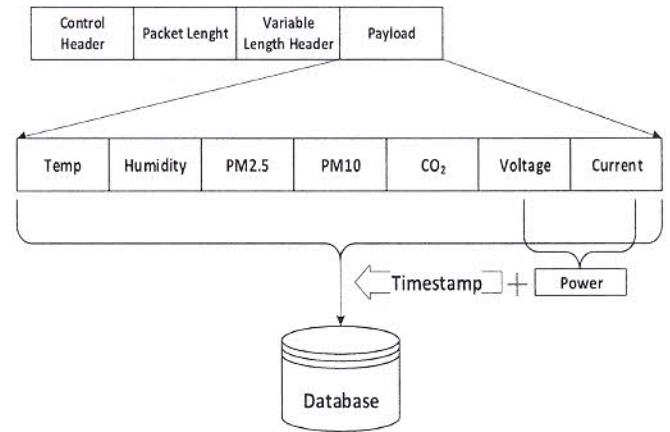 Control
Header
Packet Lenght
Variable
Length Header
Payload
Temp
Humidity
PM2.5
PM10
CO₂
Voltage
Current
Timestamp + Power
Database